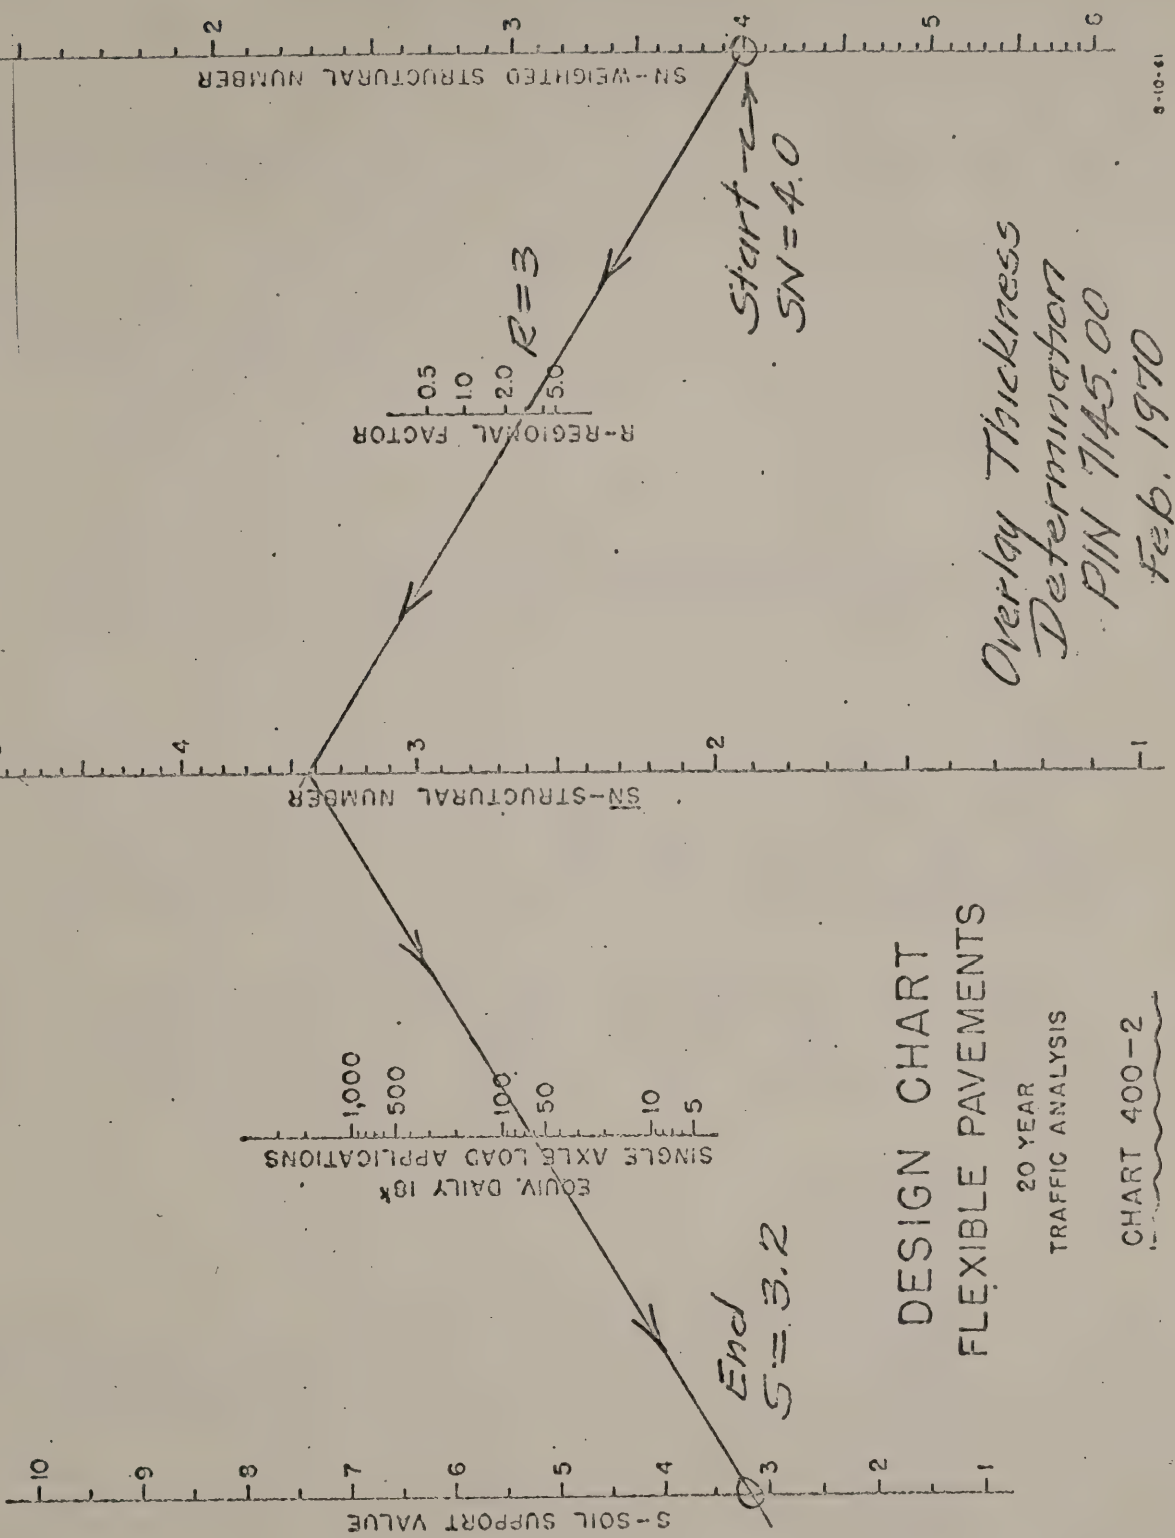 10
9
8
7
6
5
4
3
2
1
S-SOIL SUPPORT VALUE
End
S = 3.2
1,000
500
100
50
10
5
EQUIV. DAILY 18ᵏ
SINGLE AXLE LOAD APPLICATIONS
4
3
2
1
SN-STRUCTURAL NUMBER
0.5
1.0
2.0
5.0
R-REGIONAL FACTOR
R=3
2
3
4
5
6
SN-WEIGHTED STRUCTURAL NUMBER
Start →
SN = 4.0
DESIGN CHART
FLEXIBLE PAVEMENTS
20 YEAR
TRAFFIC ANALYSIS
CHART 400-2
Overlay Thickness
Determination
PIN 7145.00
Feb. 1970
8-10-61